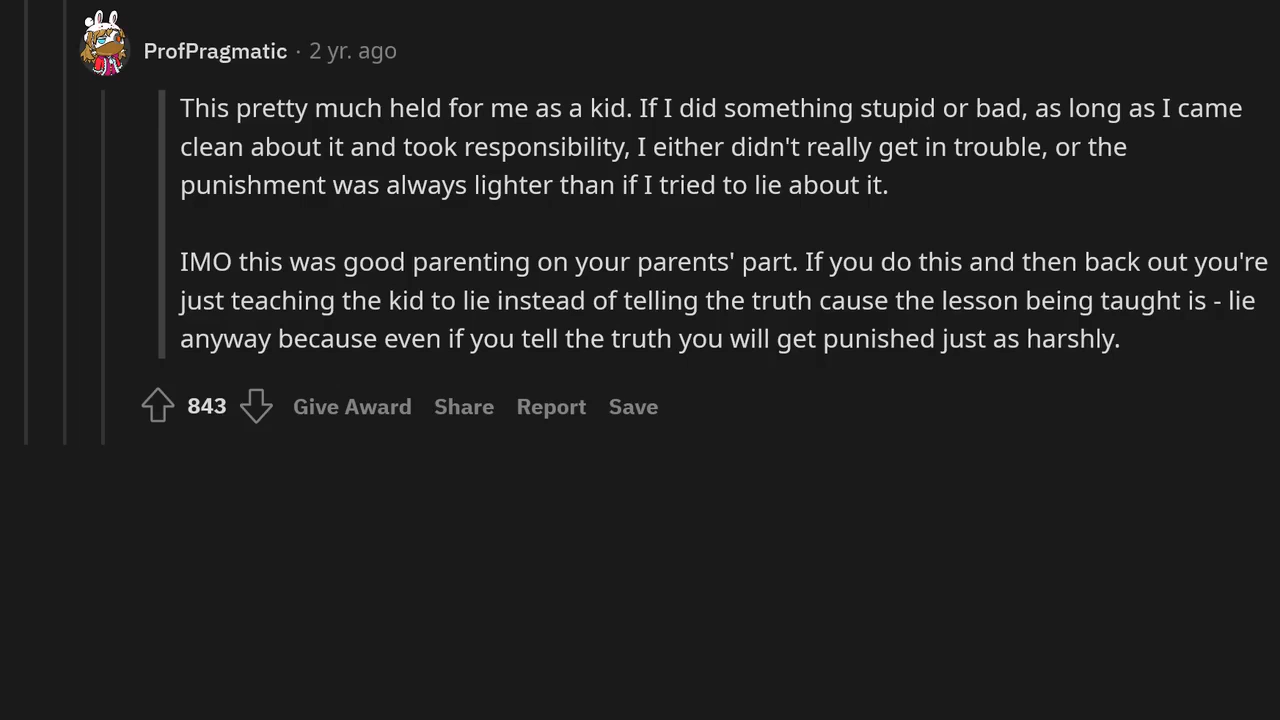 ProfPragmatic · 2 yr. ago
This pretty much held for me as a kid. If I did something stupid or bad, as long as I came
clean about it and took responsibility, I either didn't really get in trouble, or the
punishment was always lighter than if I tried to lie about it.
IMO this was good parenting on your parents' part. If you do this and then back out you're
just teaching the kid to lie instead of telling the truth cause the lesson being taught is - lie
anyway because even if you tell the truth you will get punished just as harshly.
843 Give Award Share Report Save